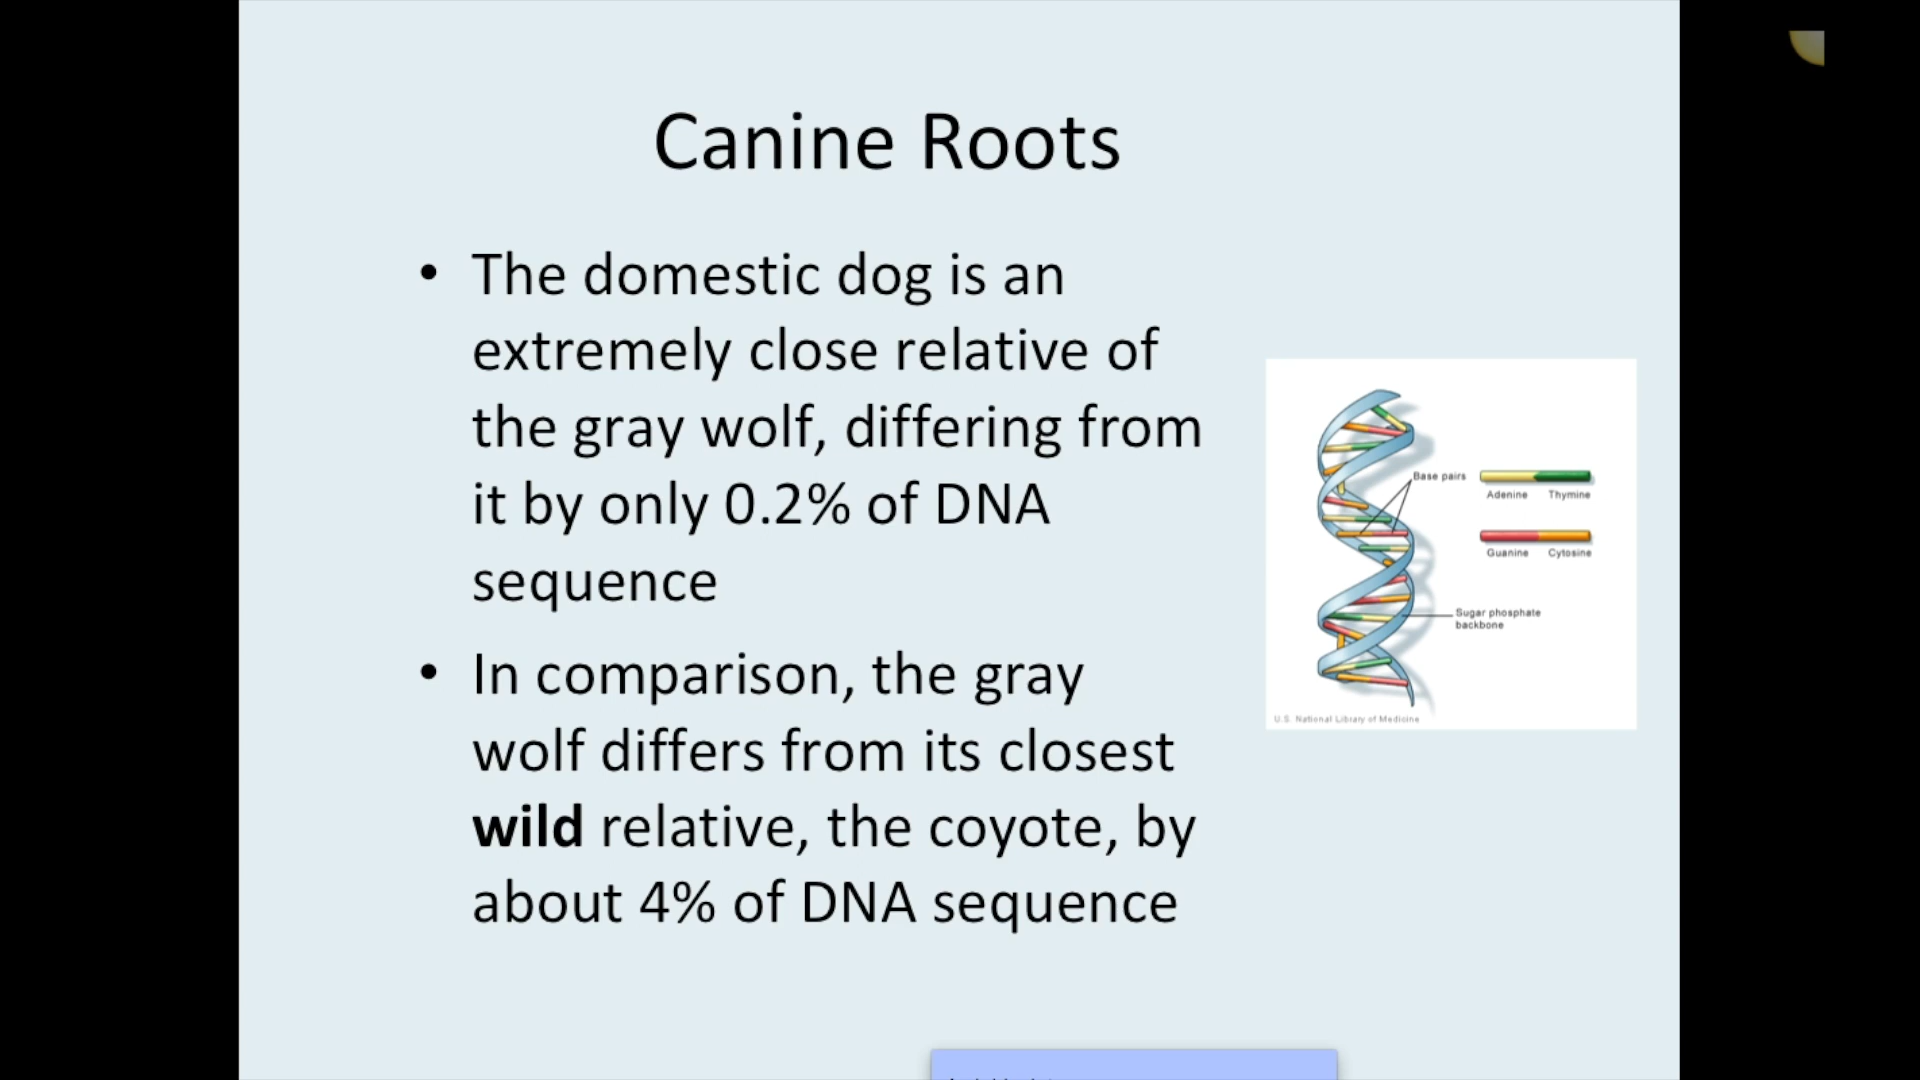 Canine Roots
• The domestic dog is an
extremely close relative of
the gray wolf, differing from
it by only 0.2% of DNA
sequence
• In comparison, the gray
wolf differs from its closest
wild relative, the coyote, by
about 4% of DNA sequence
Base pairs
Adenine Thymine
Guanine Cytosine
Sugar phosphate
backbone
U.S. National Library of Medicine